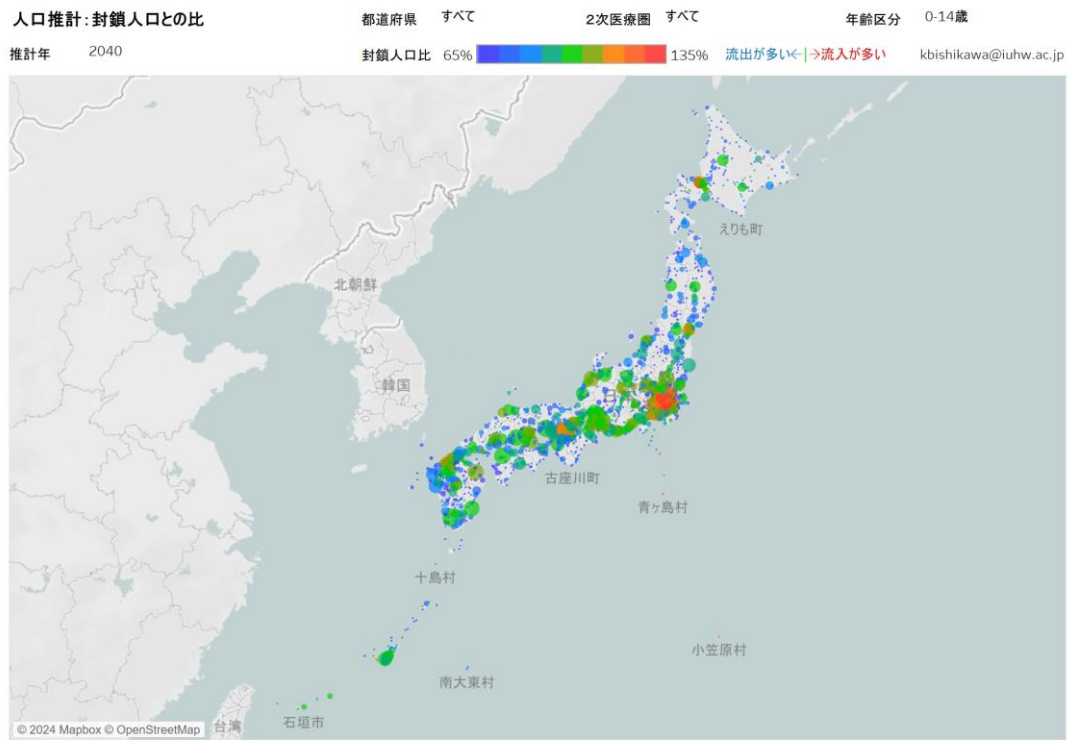 人口推計:封鎖人口との比
都道府県 すべて 2次医療圏 すべて 年齢区分 0-14歳
推計年 2040 封鎖人口比 65% 135% 流出が多い←|→流入が多い kbishikawa@iuhw.ac.jp
えりも町
北朝鮮
韓国
古座川町
青ヶ島村
十島村
小笠原村
南大東村
石垣市
台湾
© 2024 Mapbox © OpenStreetMap